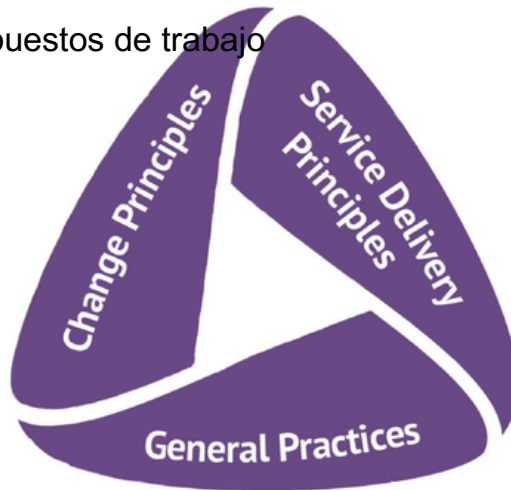 puestos de trabajo
Change Principles
Service Delivery
Principles
General Practices